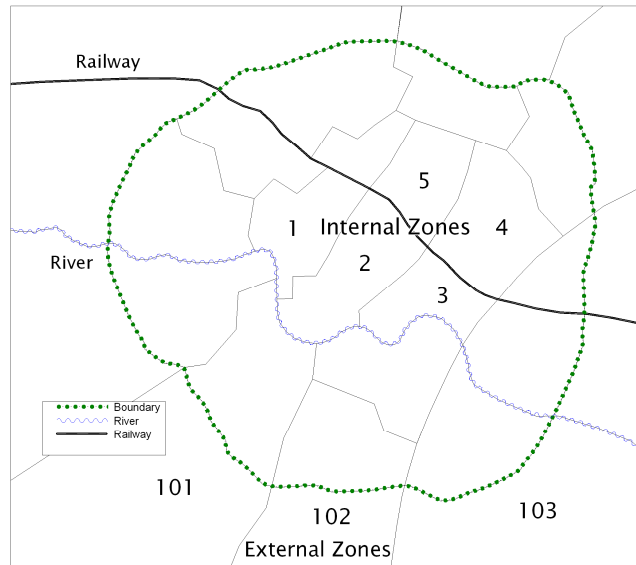 Railway
5
1
Internal Zones
4
2
River
3
Boundary
River
Railway
101
102
103
External Zones